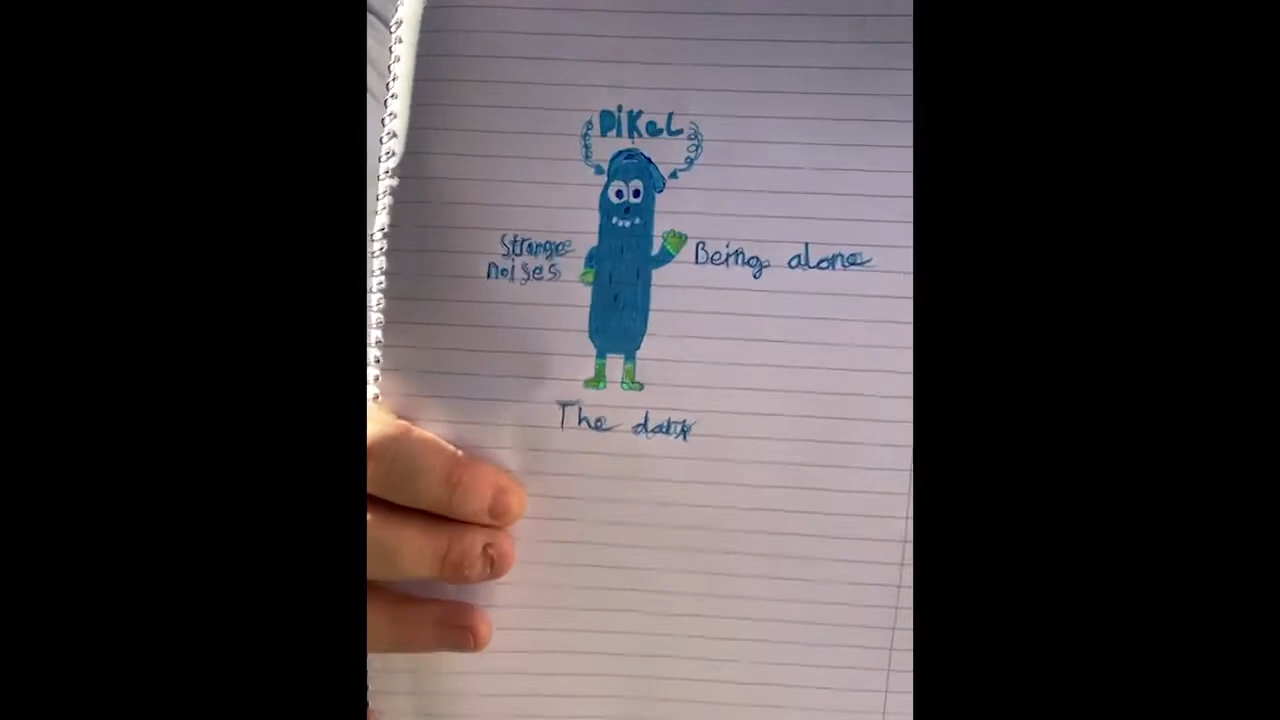 PiKeL
Strange
noises
Being alone
The dark